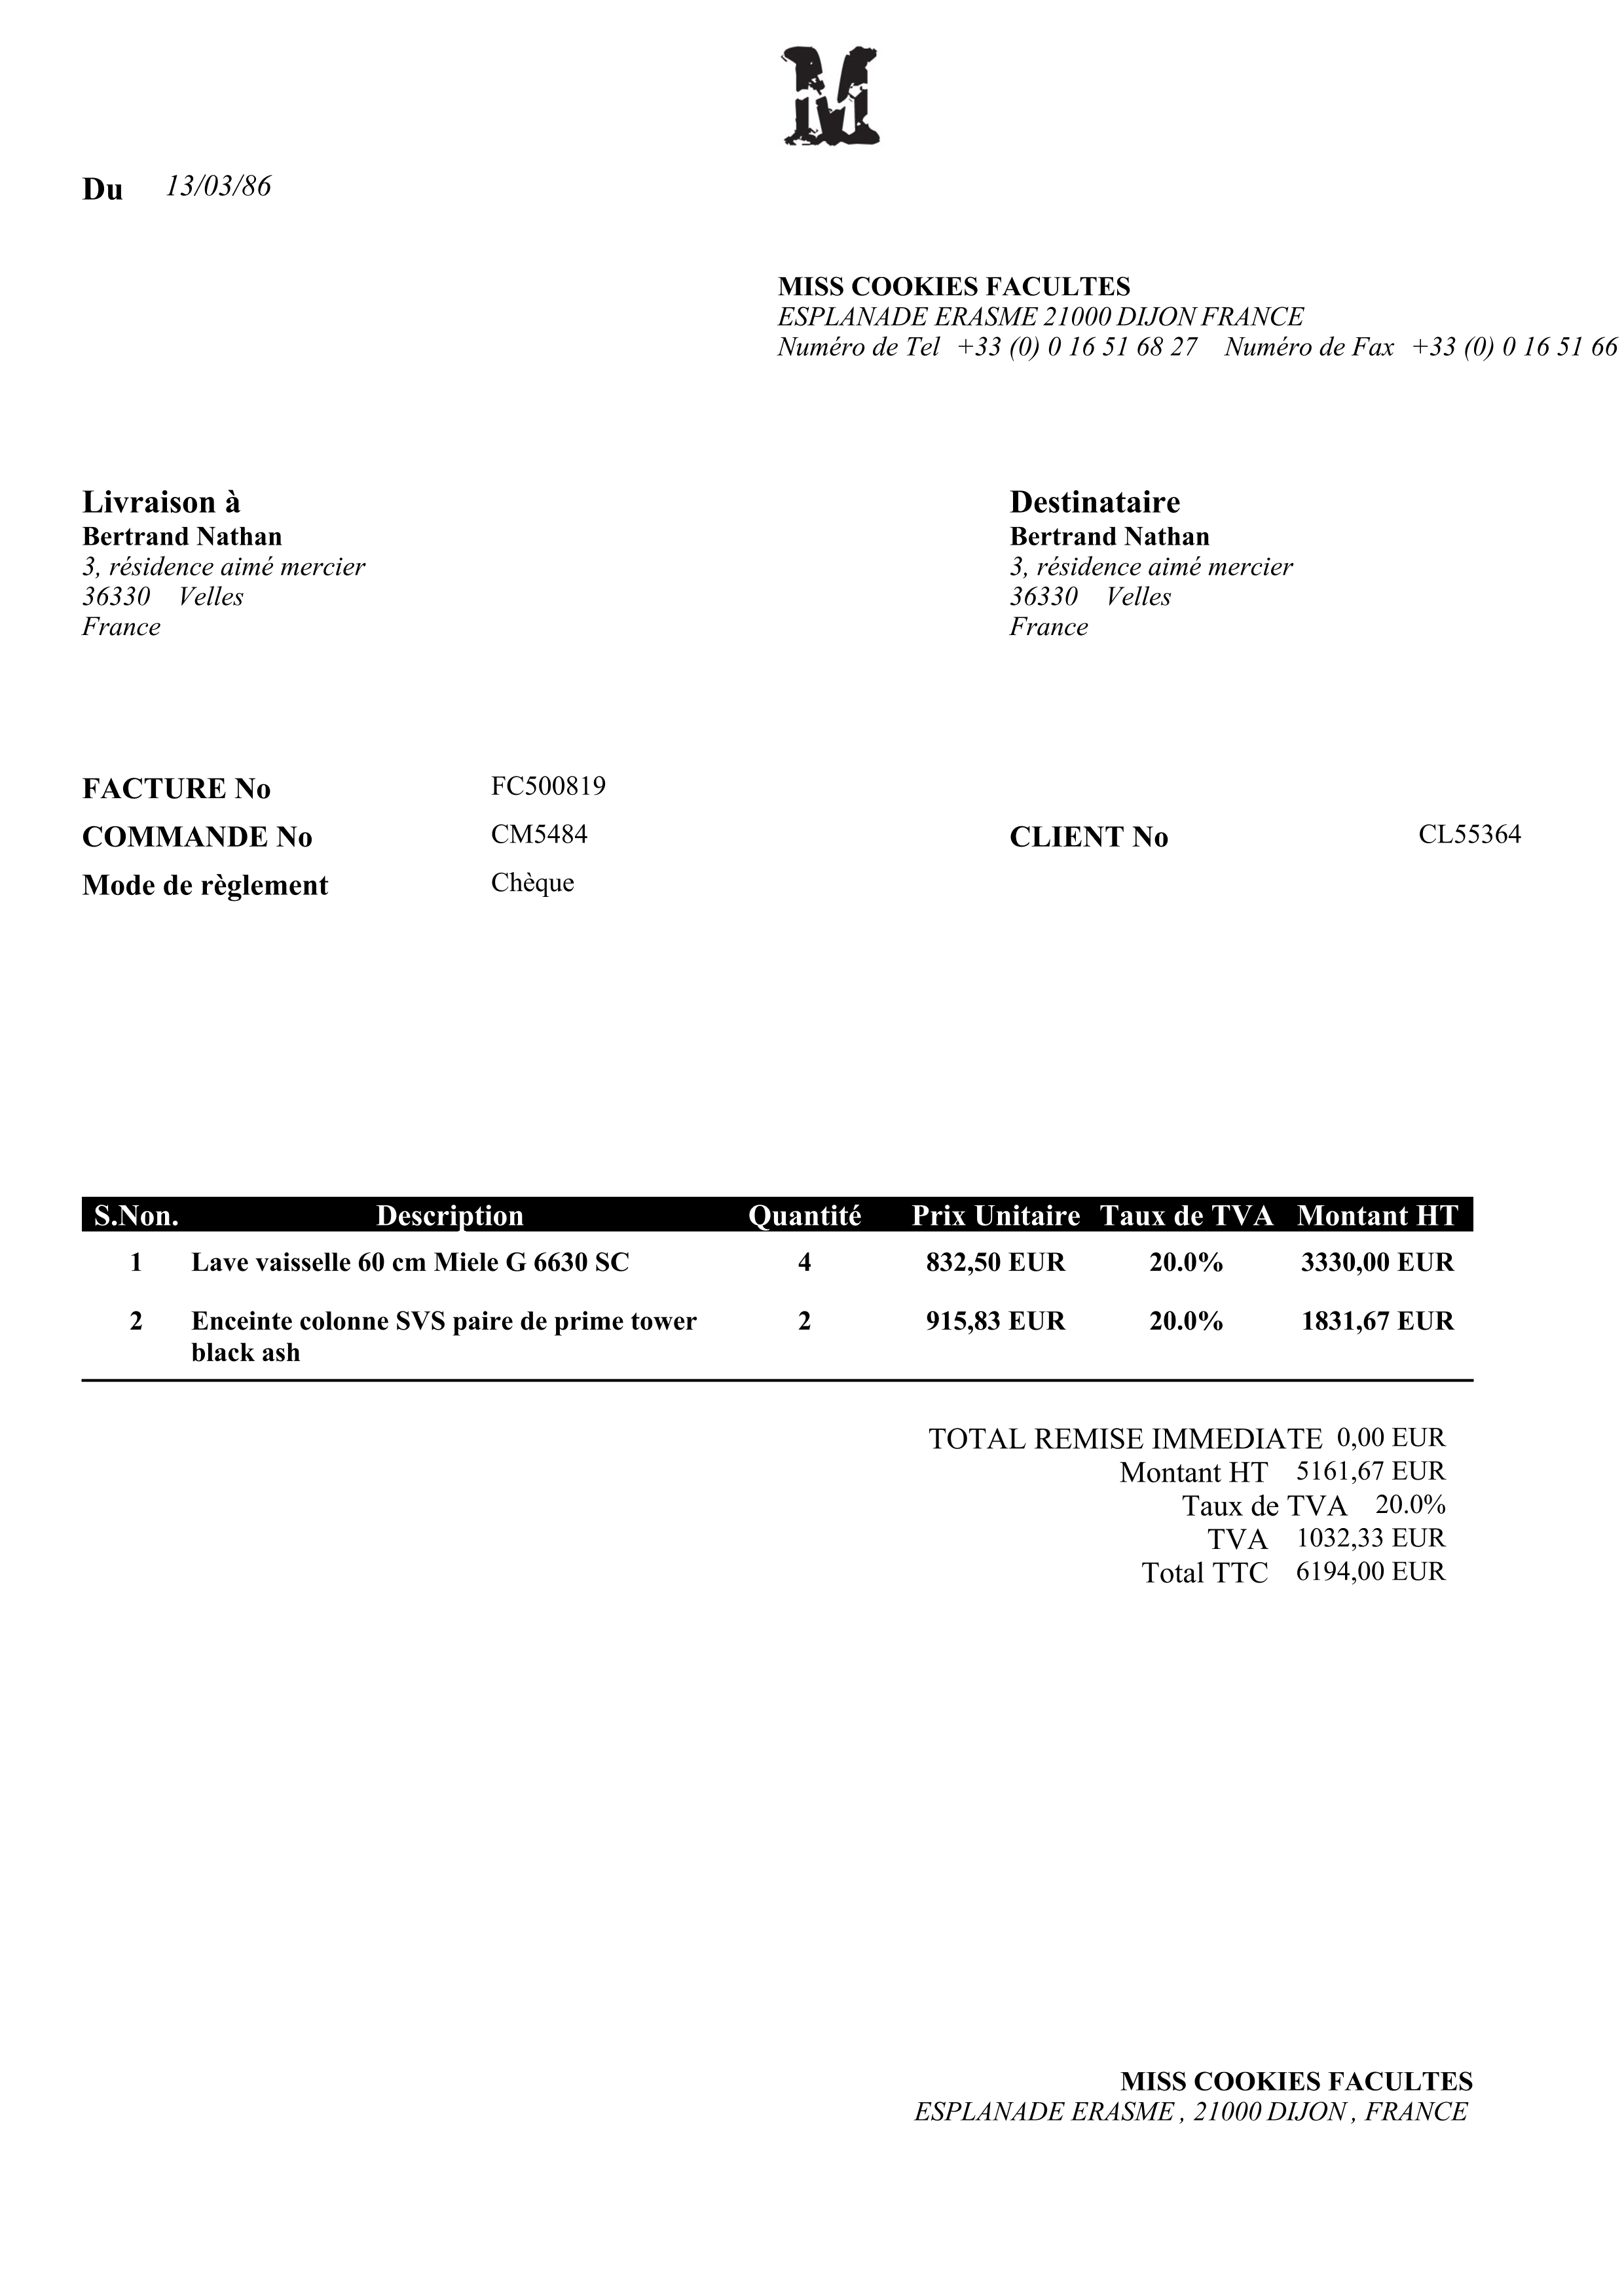 M
Du 13/03/86
MISS COOKIES FACULTES
ESPLANADE ERASME 21000 DIJON FRANCE
Numéro de Tel +33 (0) 0 16 51 68 27 Numéro de Fax +33 (0) 0 16 51 66
Livraison à
Bertrand Nathan
3, résidence aimé mercier
36330 Velles
France
Destinataire
Bertrand Nathan
3, résidence aimé mercier
36330 Velles
France
FACTURE No FC500819
COMMANDE No CM5484 CLIENT No CL55364
Mode de règlement Chèque
S.Non. Description Quantité Prix Unitaire Taux de TVA Montant HT
1 Lave vaisselle 60 cm Miele G 6630 SC 4 832,50 EUR 20.0% 3330,00 EUR
2 Enceinte colonne SVS paire de prime tower 2 915,83 EUR 20.0% 1831,67 EUR
black ash
TOTAL REMISE IMMEDIATE 0,00 EUR
Montant HT 5161,67 EUR
Taux de TVA 20.0%
TVA 1032,33 EUR
Total TTC 6194,00 EUR
MISS COOKIES FACULTES
ESPLANADE ERASME , 21000 DIJON , FRANCE